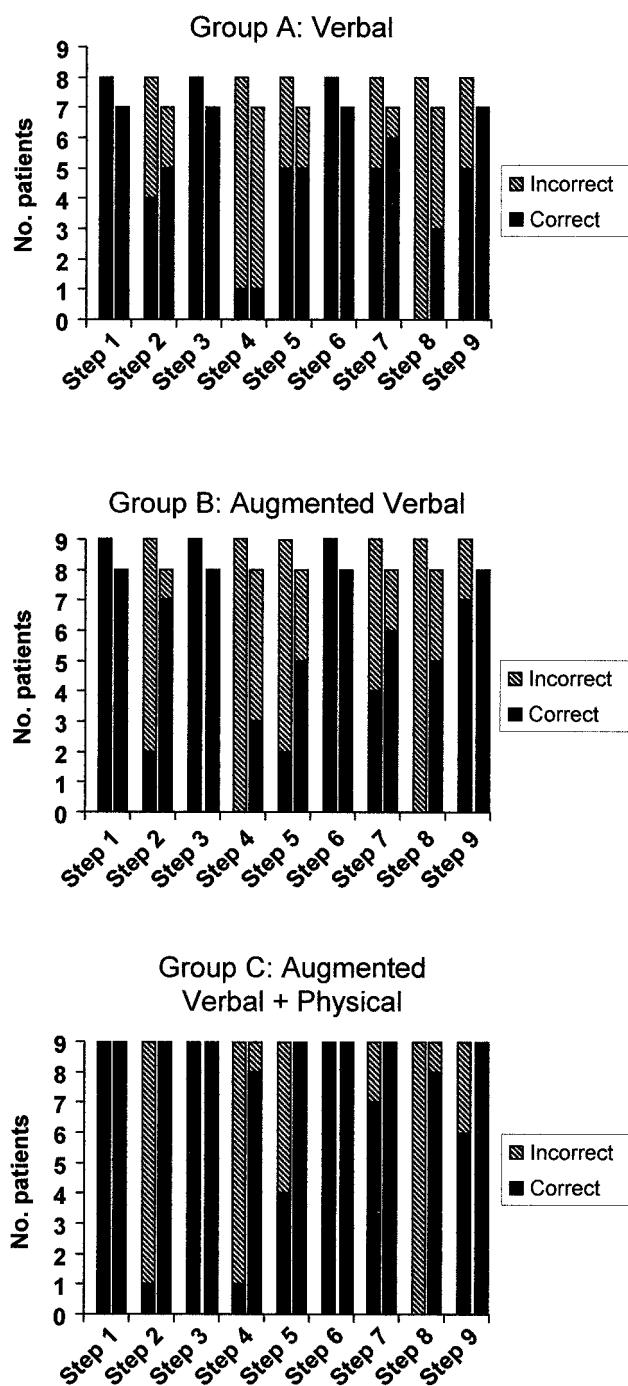 Group A: Verbal
No. patients
9
8
7
6
5
4
3
2
1
0
Step 1
Step 2
Step 3
Step 4
Step 5
Step 6
Step 7
Step 8
Step 9
Incorrect
Correct
Group B: Augmented Verbal
No. patients
9
8
7
6
5
4
3
2
1
0
Step 1
Step 2
Step 3
Step 4
Step 5
Step 6
Step 7
Step 8
Step 9
Incorrect
Correct
Group C: Augmented
Verbal + Physical
No. patients
9
8
7
6
5
4
3
2
1
0
Step 1
Step 2
Step 3
Step 4
Step 5
Step 6
Step 7
Step 8
Step 9
Incorrect
Correct